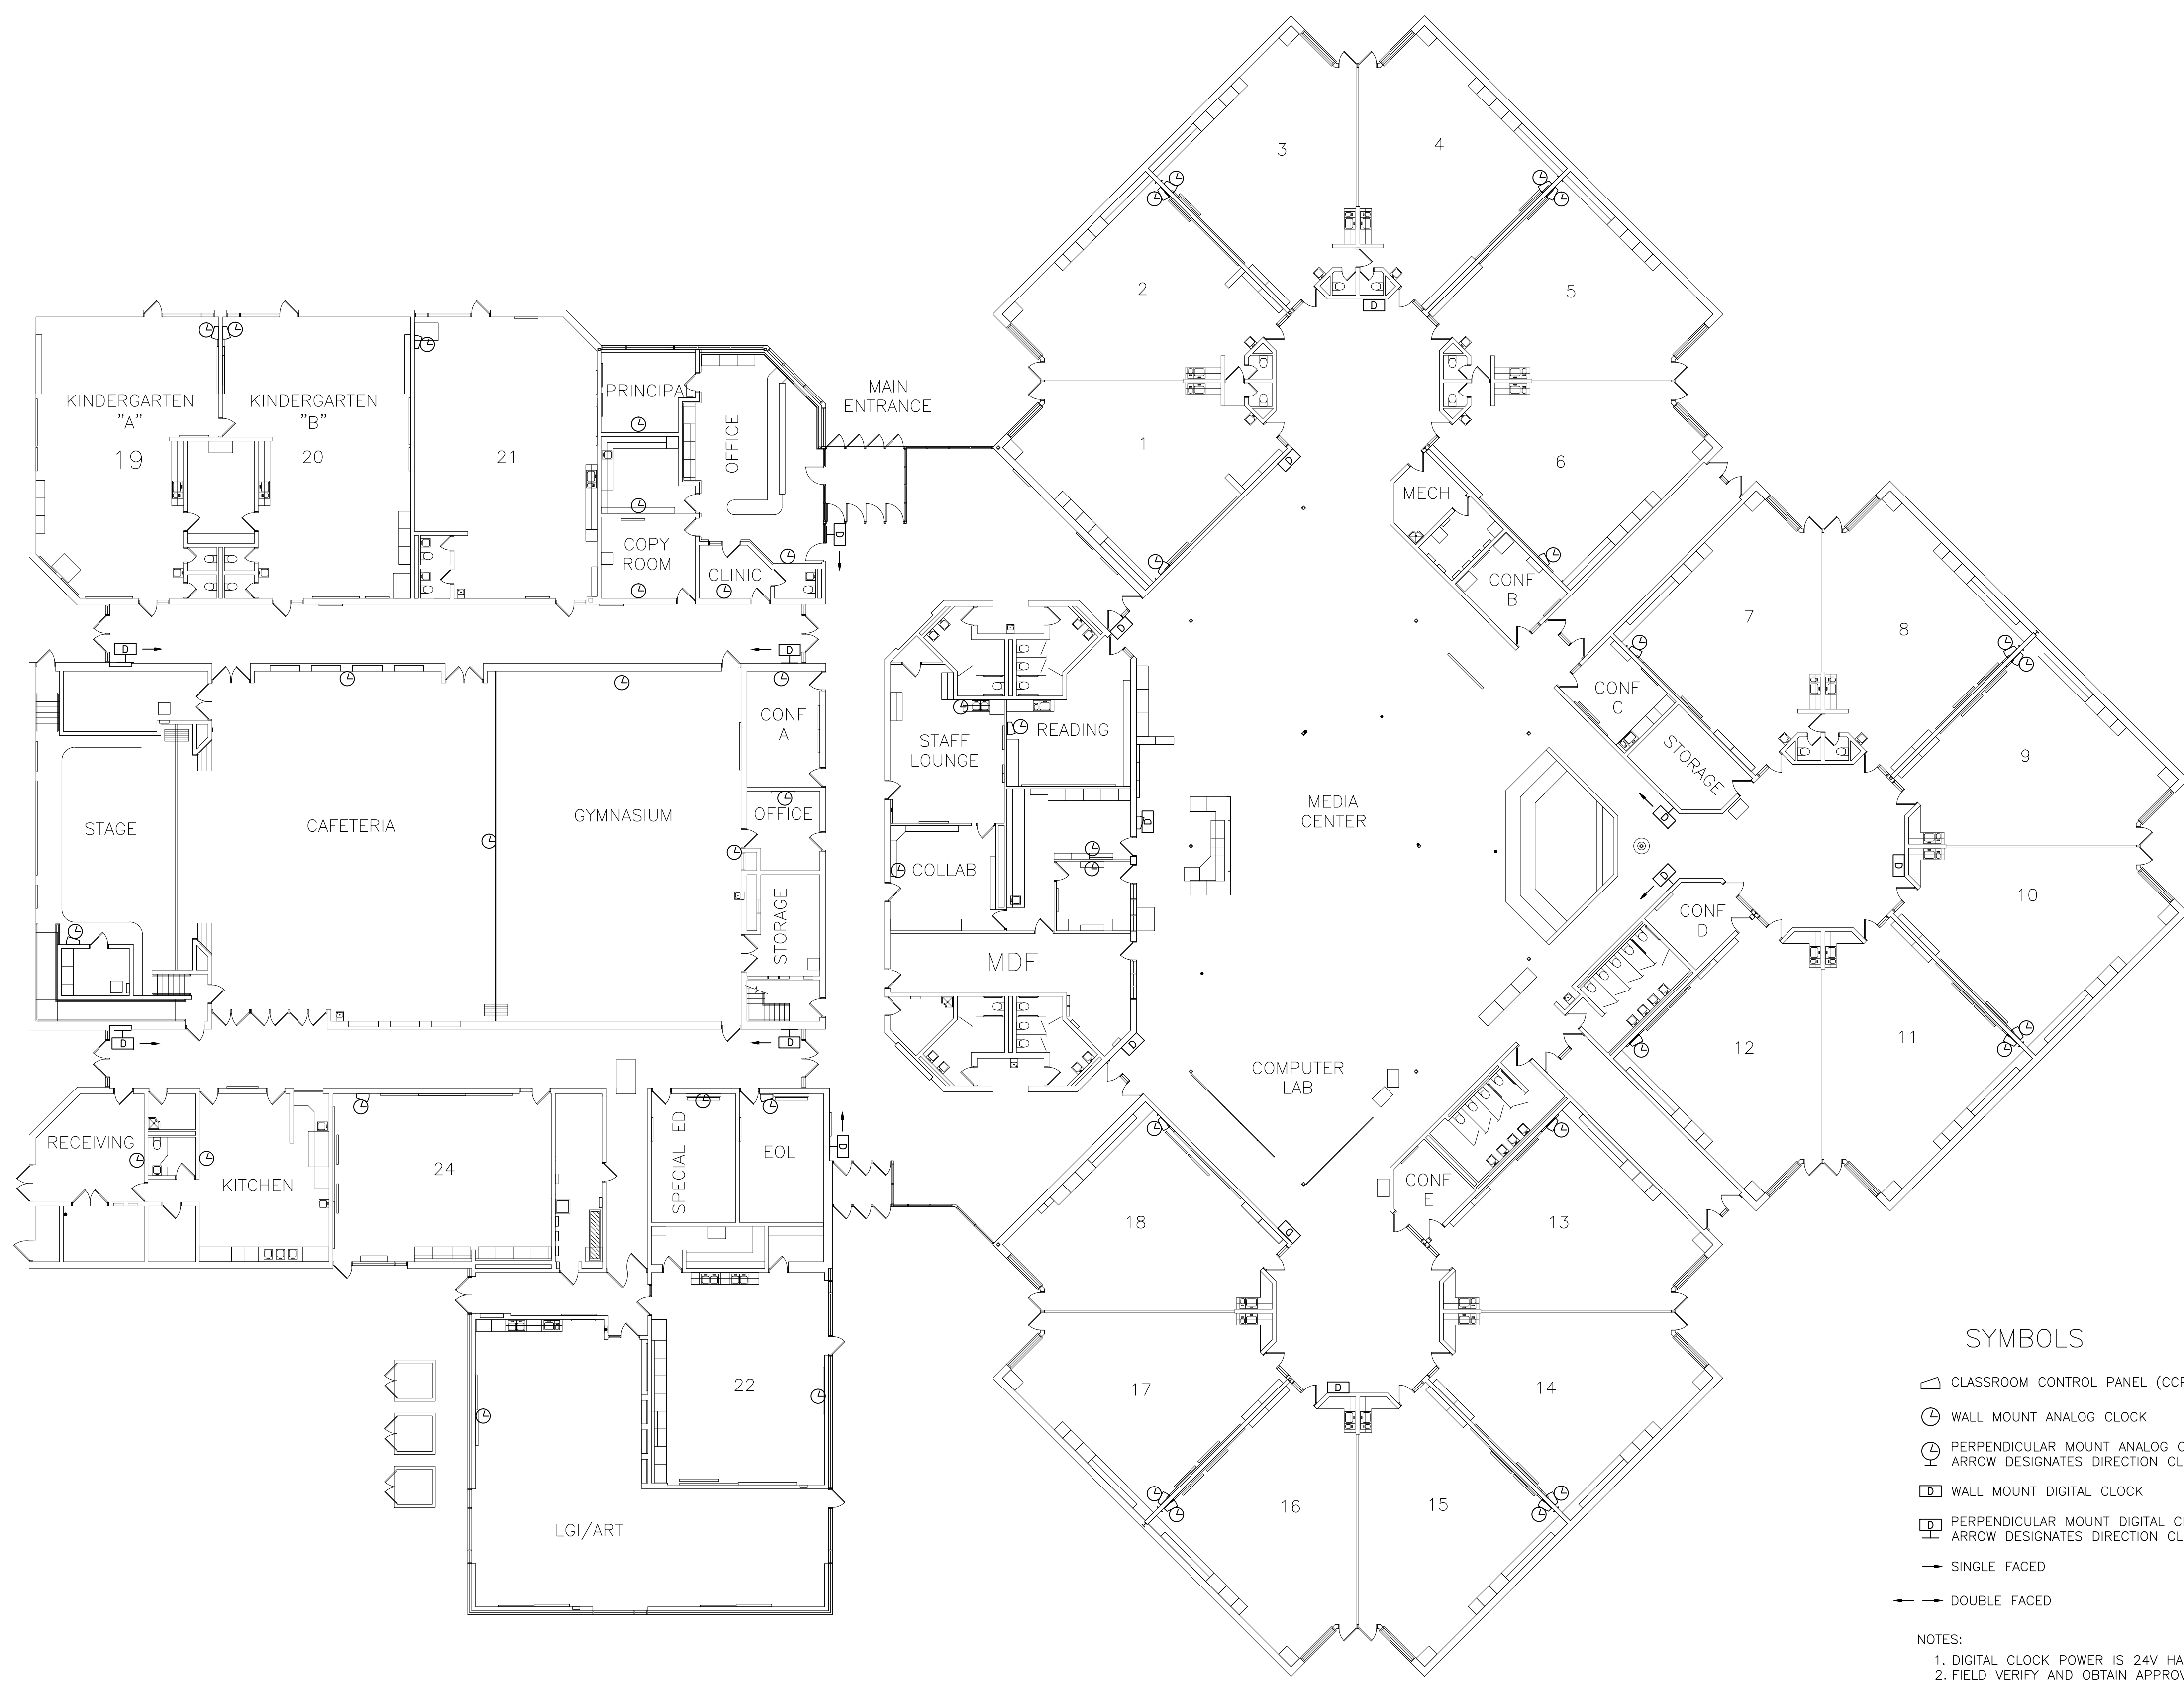 3
4
2
5
KINDERGARTEN
"A"
19
KINDERGARTEN
"B"
20
21
PRINCIPAL
OFFICE
MAIN
ENTRANCE
1
6
MECH
COPY
ROOM
CLINIC
CONF
B
7
8
CONF
C
STORAGE
9
CONF
A
STAFF
LOUNGE
READING
STAGE
CAFETERIA
GYMNASIUM
OFFICE
MEDIA
CENTER
COLLAB
STORAGE
10
CONF
D
MDF
12
11
COMPUTER
LAB
RECEIVING
KITCHEN
24
SPECIAL ED
EOL
CONF
E
18
13
17
14
22
16
15
LGI/ART
SYMBOLS
CLASSROOM CONTROL PANEL (CCP
WALL MOUNT ANALOG CLOCK
PERPENDICULAR MOUNT ANALOG C
ARROW DESIGNATES DIRECTION CL
D WALL MOUNT DIGITAL CLOCK
D PERPENDICULAR MOUNT DIGITAL C
ARROW DESIGNATES DIRECTION CL
SINGLE FACED
DOUBLE FACED
NOTES:
1. DIGITAL CLOCK POWER IS 24V HA
2. FIELD VERIFY AND OBTAIN APPROV